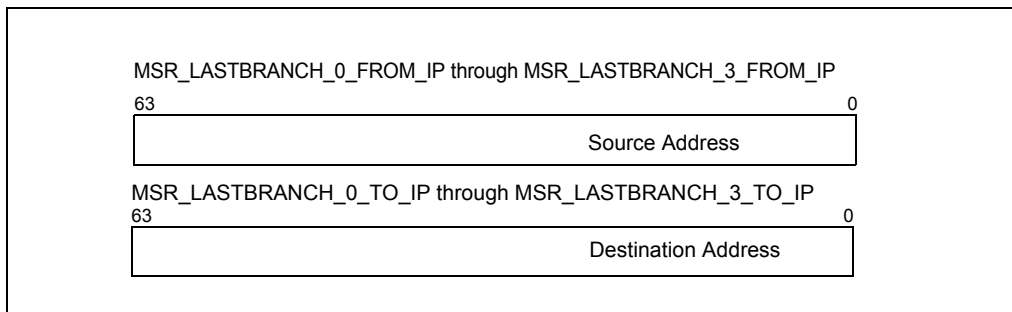 MSR_LASTBRANCH_0_FROM_IP through MSR_LASTBRANCH_3_FROM_IP
63 0
Source Address
MSR_LASTBRANCH_0_TO_IP through MSR_LASTBRANCH_3_TO_IP
63 0
Destination Address